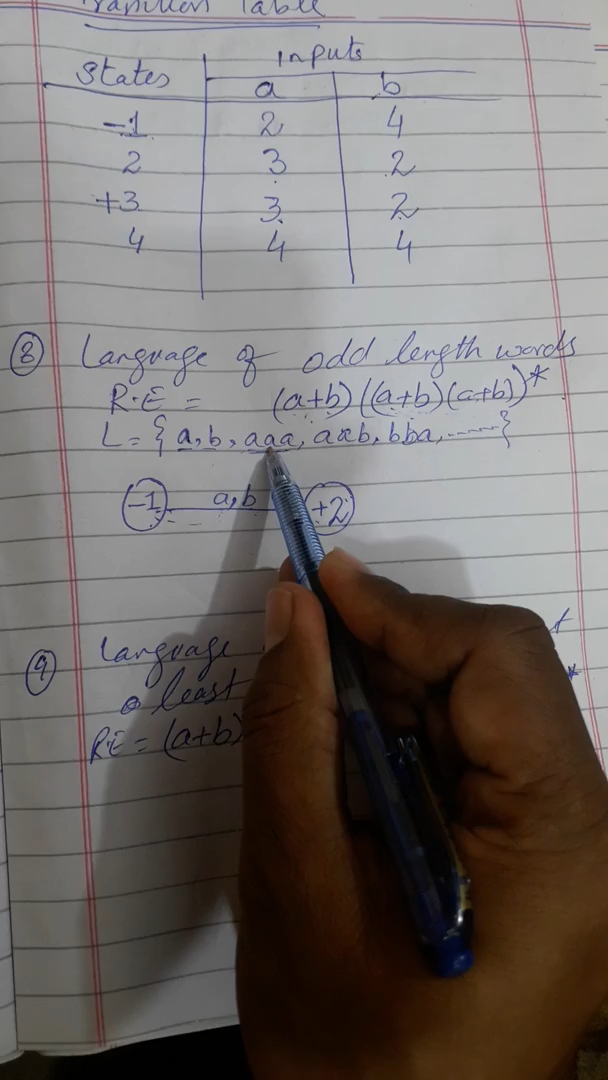 Transition Table
States Inputs
a b
-1 2 4
2 3 2
+3 3 2
4 4 4
8 Language of odd length words
R.E = (a+b)((a+b)(a+b))*
L = { a, b, aaa, aab, bba, ......}
-1 a,b +2
9 Language
least
RE = (a+b)